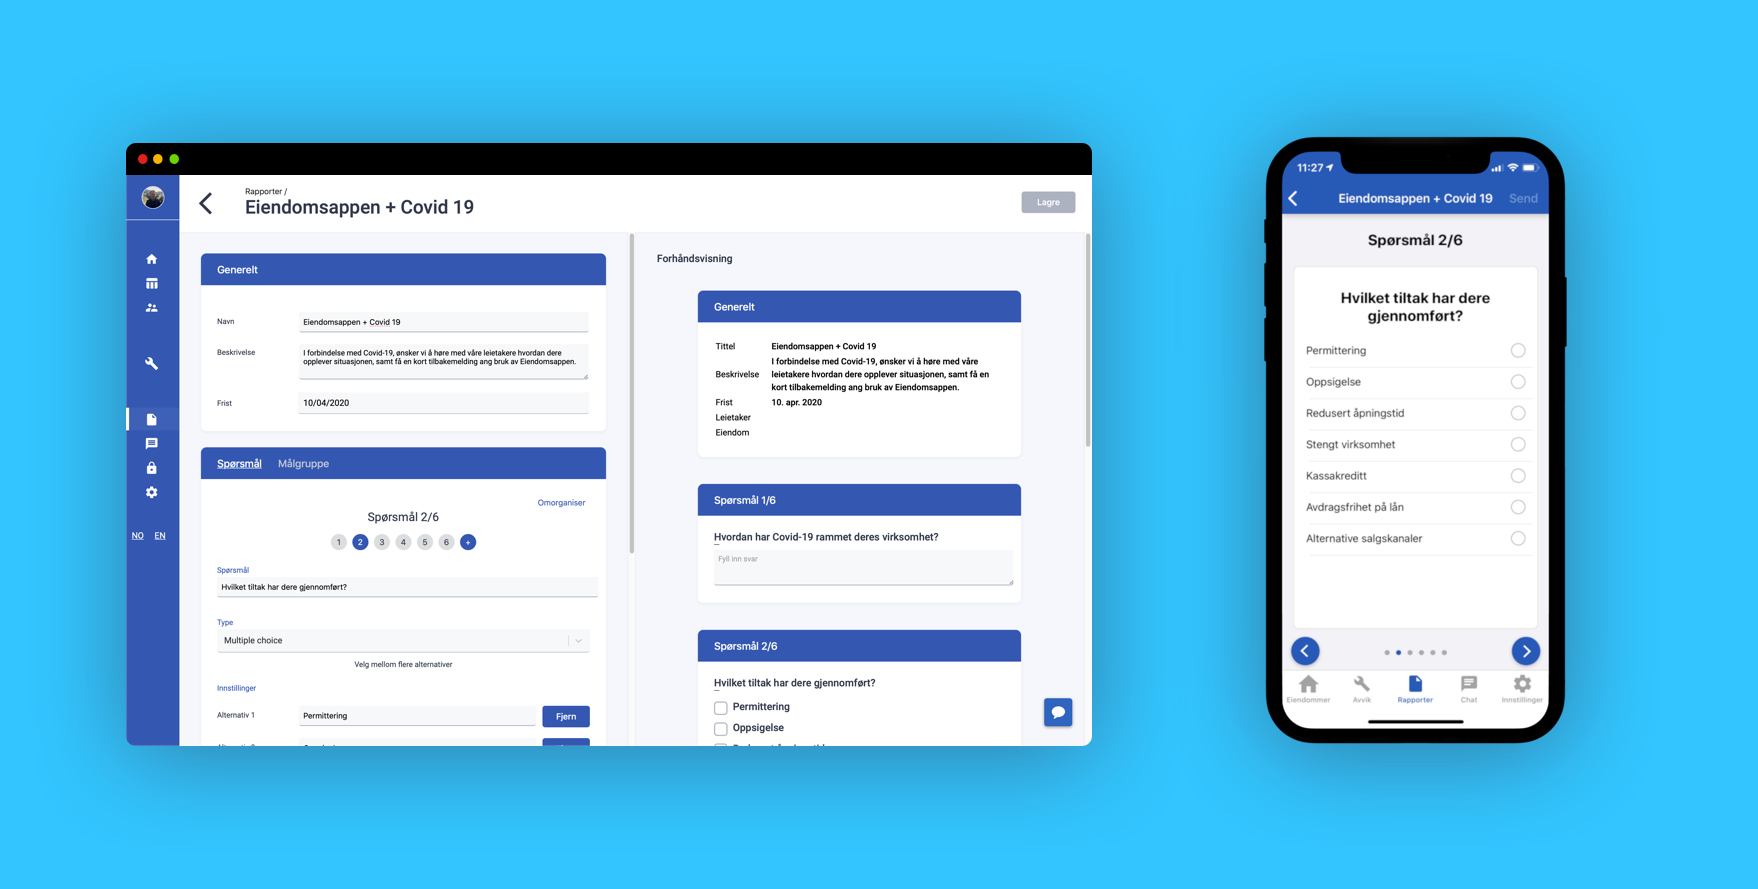 Rapporter /
Eiendomsappen + Covid 19
Lagre
NO EN
Generelt
Navn
Eiendomsappen + Covid 19
Beskrivelse
I forbindelse med Covid-19, ønsker vi å høre med våre leietakere hvordan dere
opplever situasjonen, samt få en kort tilbakemelding ang bruk av Eiendomsappen.
Frist
10/04/2020
Spørsmål Målgruppe
Omorganiser
Spørsmål 2/6
1 2 3 4 5 6 +
Spørsmål
Hvilket tiltak har dere gjennomført?
Type
Multiple choice
Velg mellom flere alternativer
Innstillinger
Alternativ 1
Permittering
Fjern
Forhåndsvisning
Generelt
Tittel
Eiendomsappen + Covid 19
Beskrivelse
I forbindelse med Covid-19, ønsker vi å høre med våre
leietakere hvordan dere opplever situasjonen, samt få en
kort tilbakemelding ang bruk av Eiendomsappen.
Frist
10. apr. 2020
Leietaker
Eiendom
Spørsmål 1/6
Hvordan har Covid-19 rammet deres virksomhet?
Fyll inn svar
Spørsmål 2/6
Hvilket tiltak har dere gjennomført?
Permittering
Oppsigelse
11:27
Eiendomsappen + Covid 19
Send
Spørsmål 2/6
Hvilket tiltak har dere
gjennomført?
Permittering
Oppsigelse
Redusert åpningstid
Stengt virksomhet
Kassakreditt
Avdragsfrihet på lån
Alternative salgskanaler
Eiendommer Avvik Rapporter Chat Innstillinger